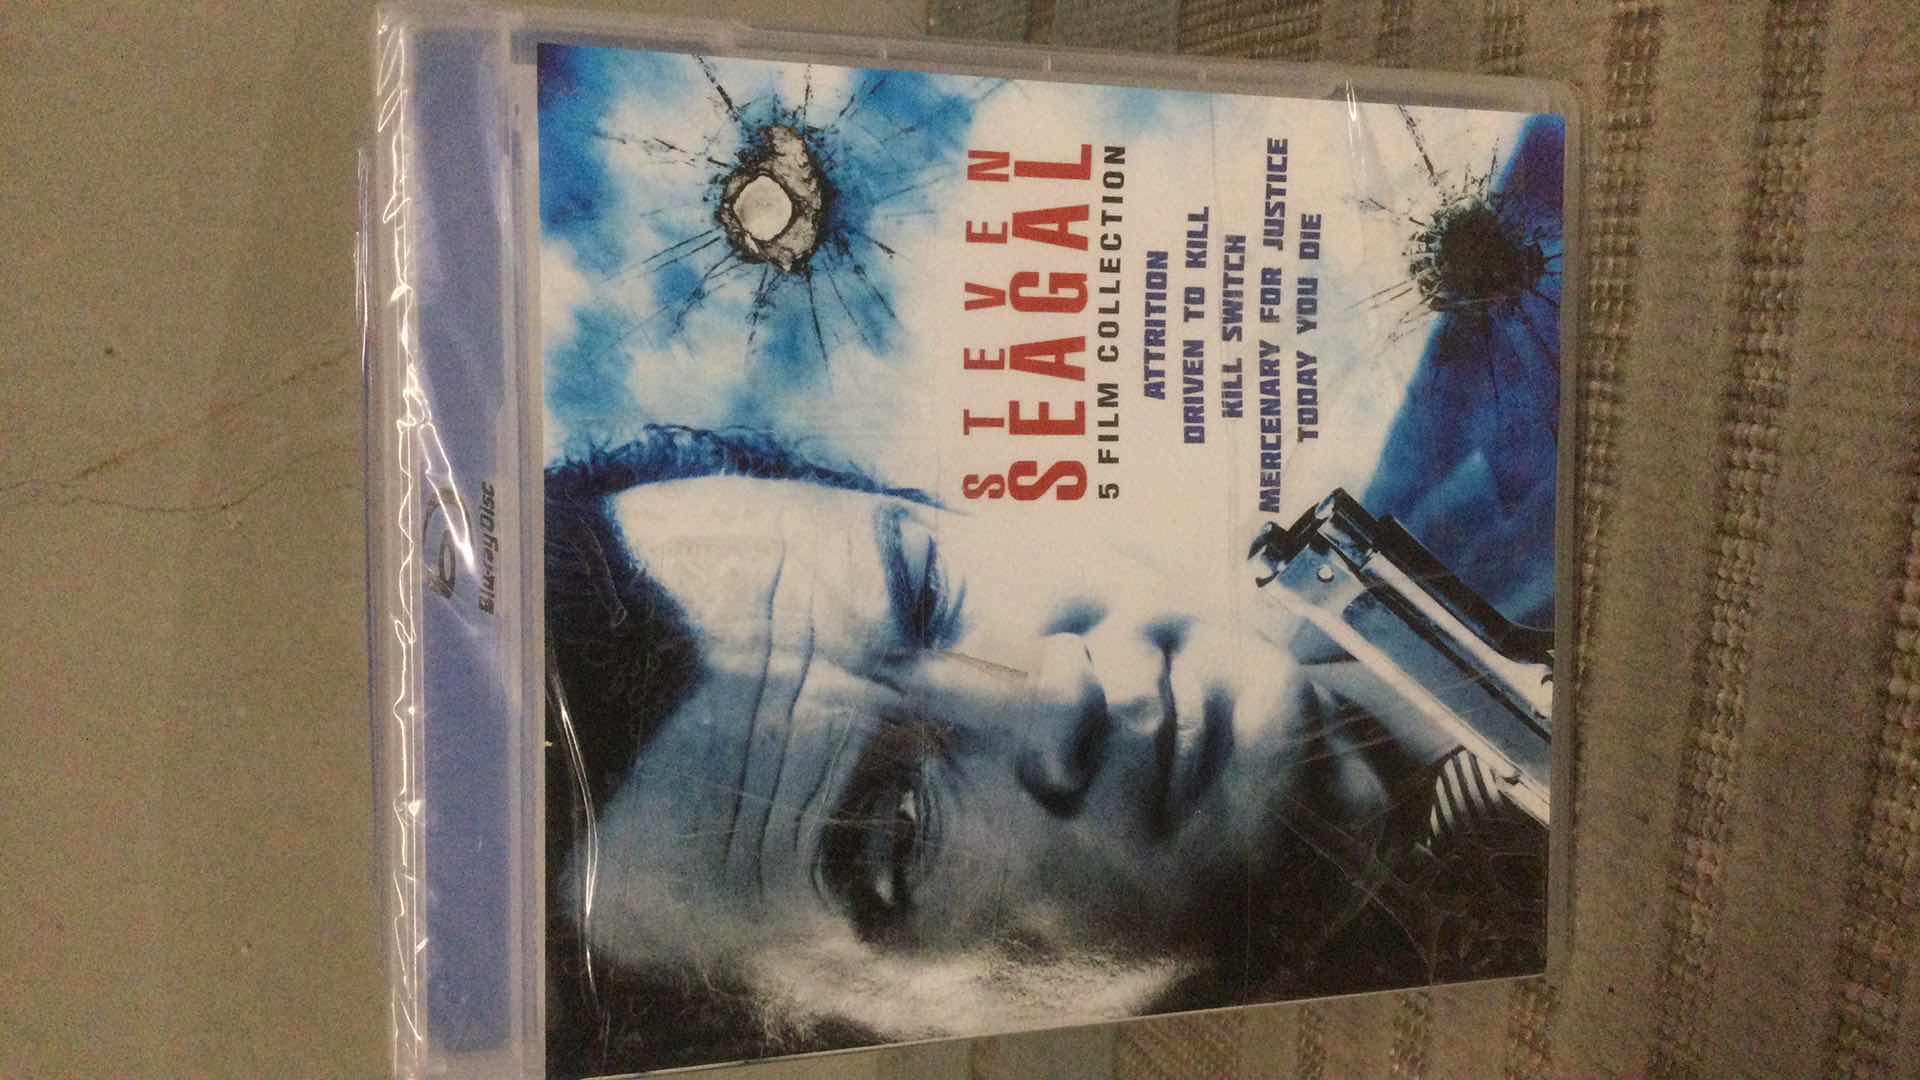 Blu-ray Disc
STEVEN
SEAGAL
5 FILM COLLECTION
ATTRITION
DRIVEN TO KILL
KILL SWITCH
MERCENARY FOR JUSTICE
TODAY YOU DIE